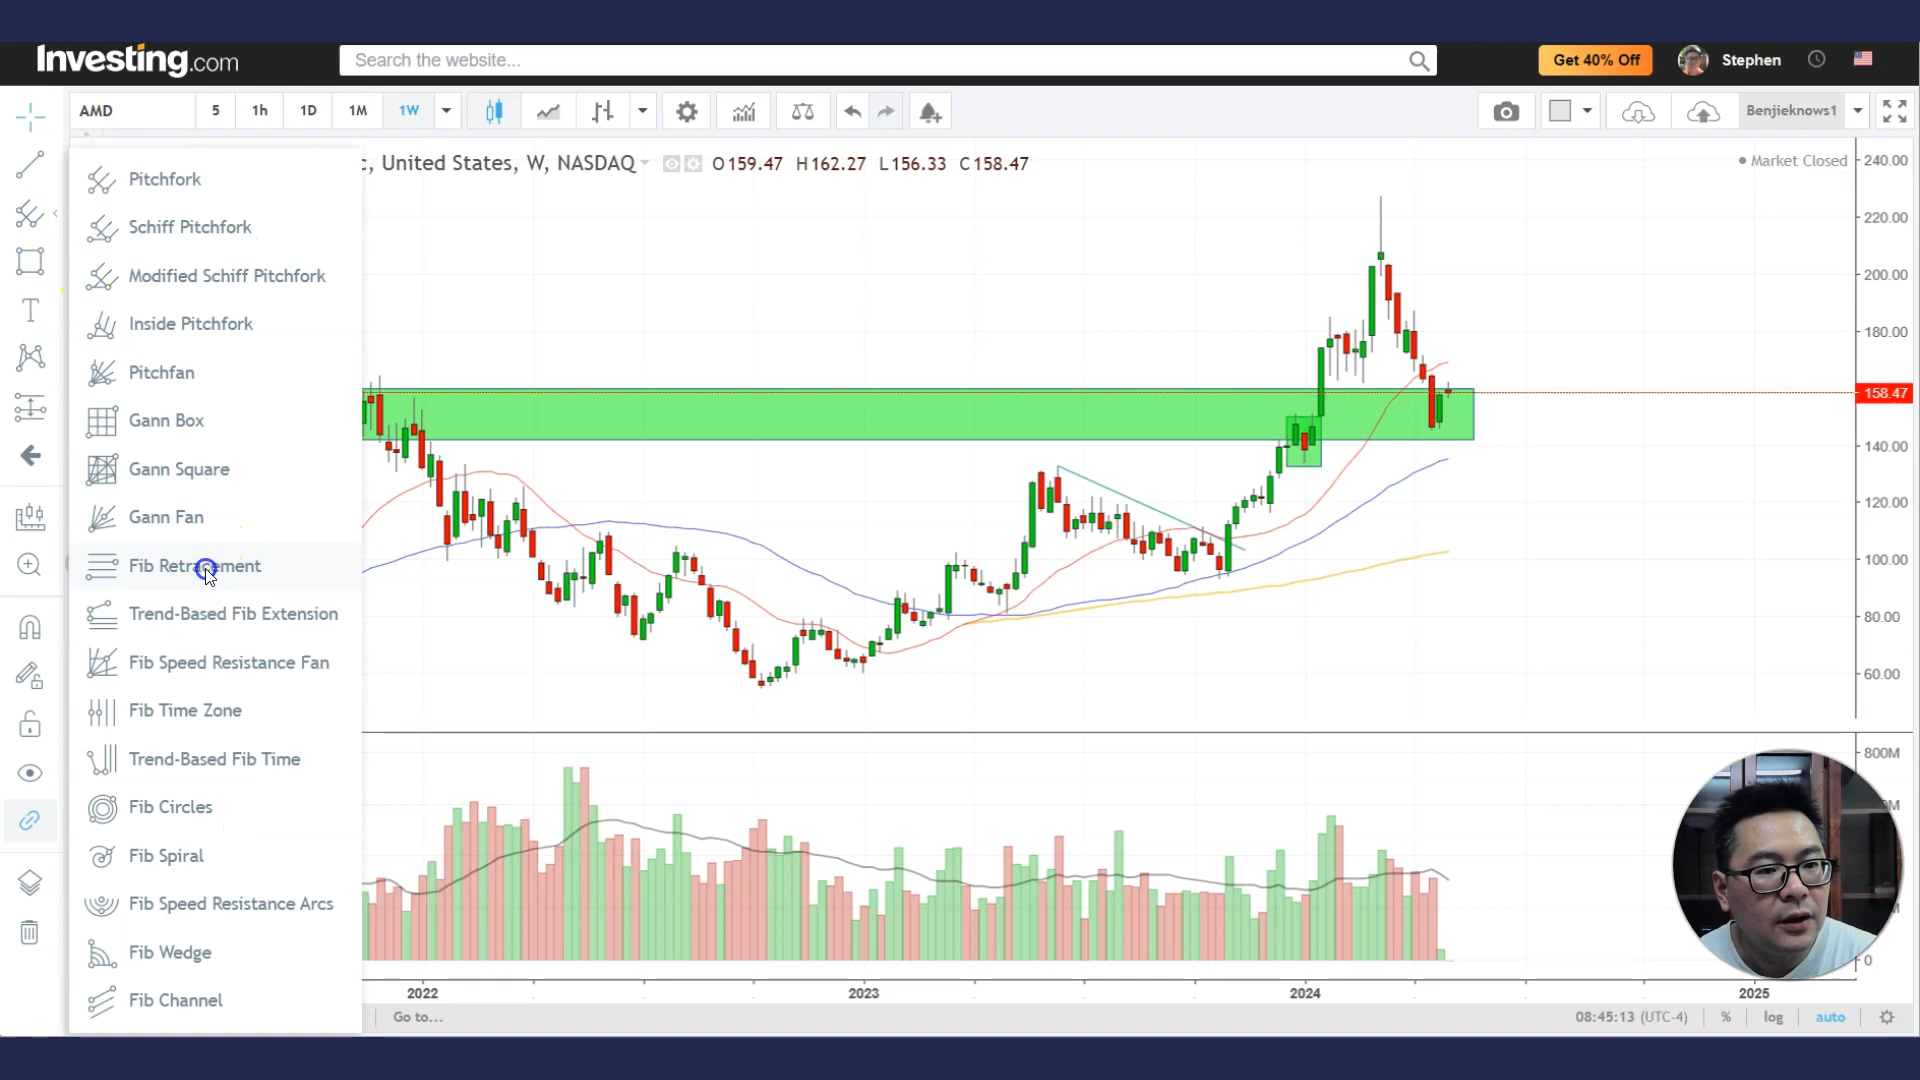 Investing.com
Search the website...
Get 40% Off
Stephen
AMD
5
1h
1D
1M
1W
Benjieknows1
c, United States, W, NASDAQ
O159.47 H162.27 L156.33 C158.47
Market Closed
Pitchfork
Schiff Pitchfork
Modified Schiff Pitchfork
Inside Pitchfork
Pitchfan
Gann Box
Gann Square
Gann Fan
Fib Retracement
Trend-Based Fib Extension
Fib Speed Resistance Fan
Fib Time Zone
Trend-Based Fib Time
Fib Circles
Fib Spiral
Fib Speed Resistance Arcs
Fib Wedge
Fib Channel
240.00
220.00
200.00
180.00
158.47
140.00
120.00
100.00
80.00
60.00
800M
0
2022
2023
2024
2025
Go to...
08:45:13 (UTC-4)
%
log
auto